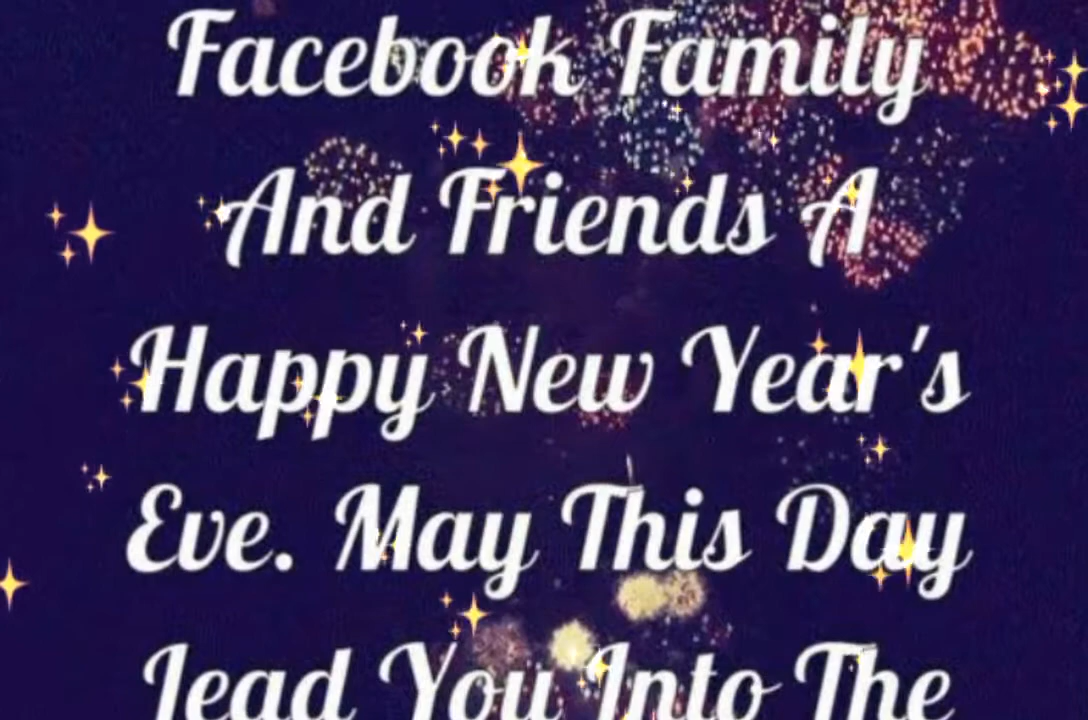 Facebook Family
And Friends A
Happy New Year's
Eve. May This Day
Lead You Into The